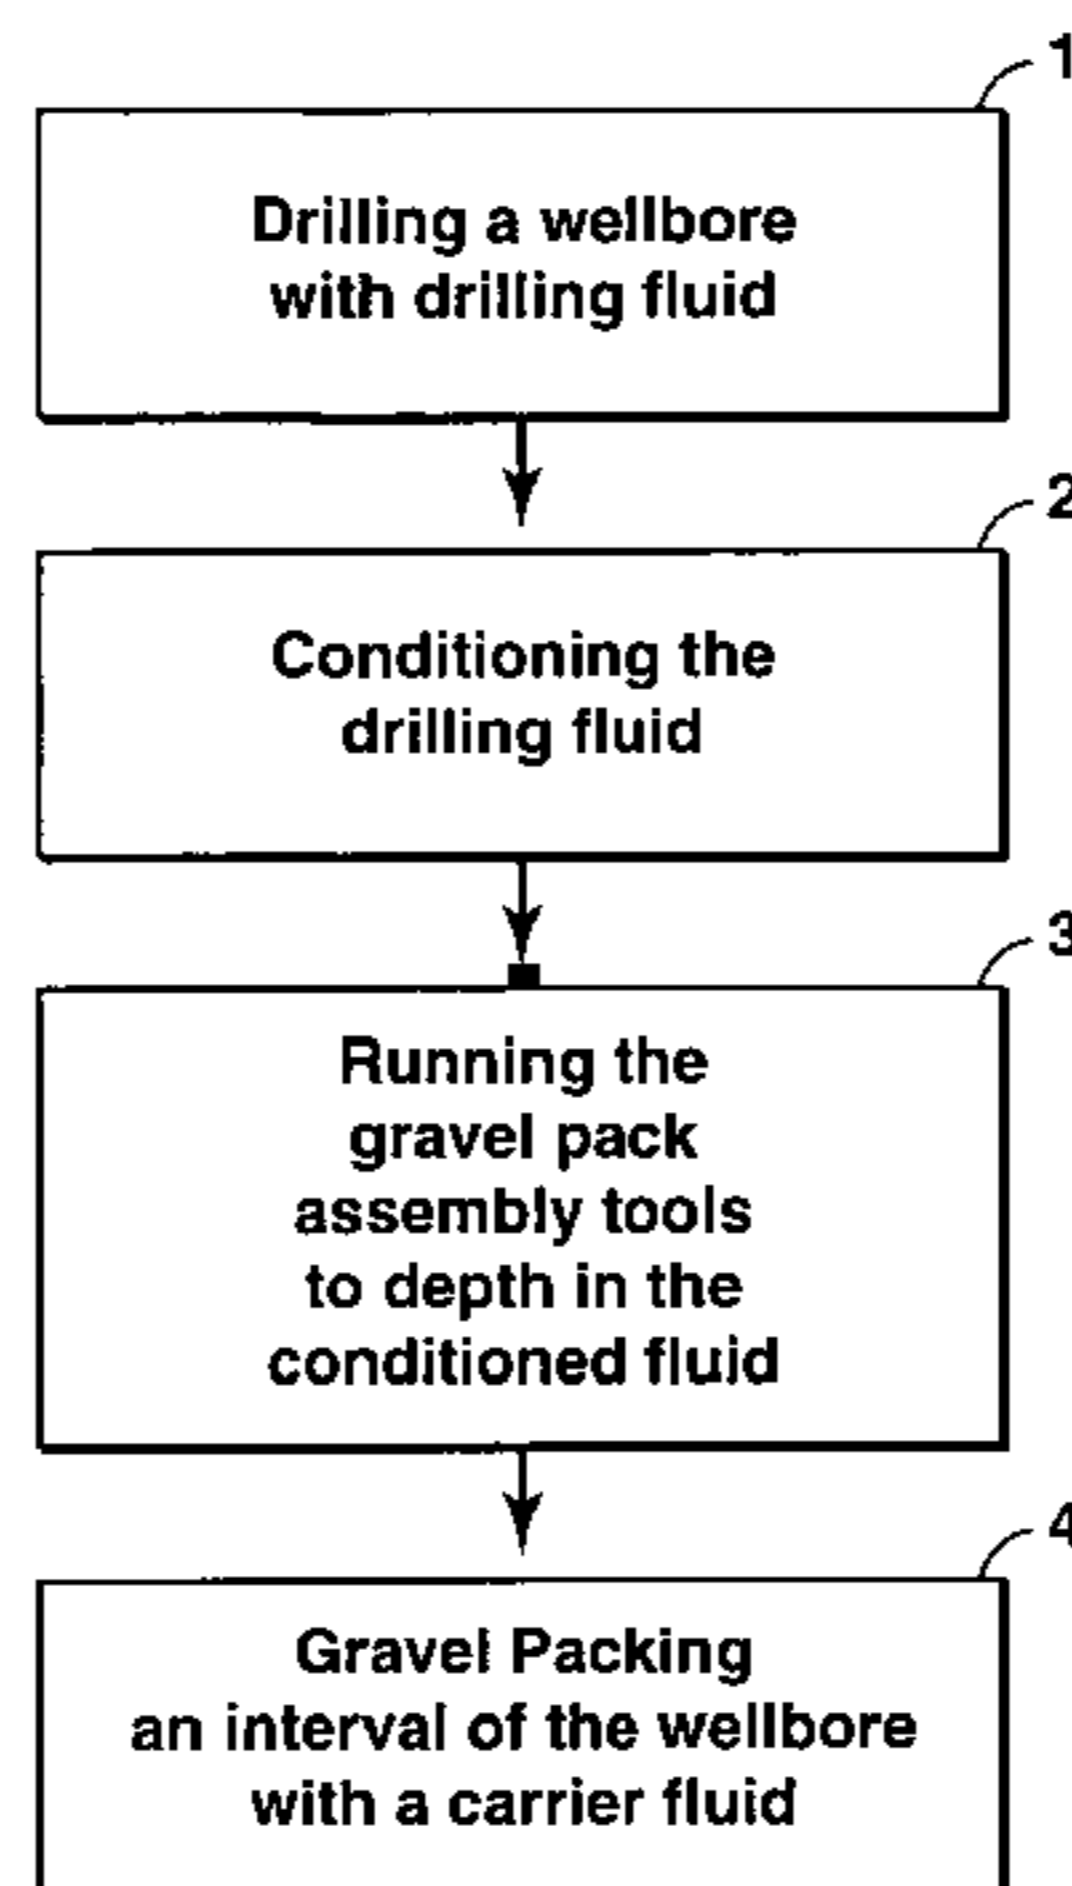 1
Drilling a wellbore
with drilling fluid
2
Conditioning the
drilling fluid
3
Running the
gravel pack
assembly tools
to depth in the
conditioned fluid
4
Gravel Packing
an interval of the wellbore
with a carrier fluid